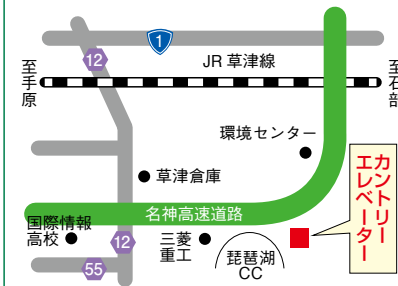 1
12
JR 草津線
至手原
至石部
環境センター
草津倉庫
カントリー
エレベーター
名神高速道路
国際情報
高校
12
三菱
重工
琵琶湖
CC
55